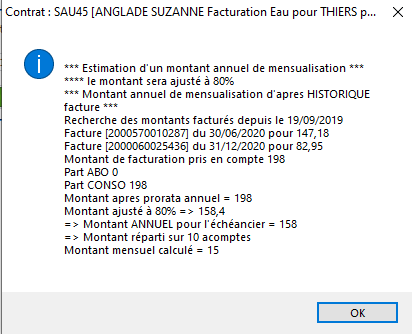 Contrat : SAU45 [ANGLADE SUZANNE Facturation Eau pour THIERS p...
*** Estimation d'un montant annuel de mensualisation ***
**** le montant sera ajusté à 80%
*** Montant annuel de mensualisation d'apres HISTORIQUE
facture ***
Recherche des montants facturés depuis le 19/09/2019
Facture [2000570010287] du 30/06/2020 pour 147,18
Facture [2000060025436] du 31/12/2020 pour 82,95
Montant de facturation pris en compte 198
Part ABO 0
Part CONSO 198
Montant apres prorata annuel = 198
Montant ajusté à 80% => 158,4
=> Montant ANNUEL pour l'échéancier = 158
=> Montant réparti sur 10 acomptes
Montant mensuel calculé = 15
OK